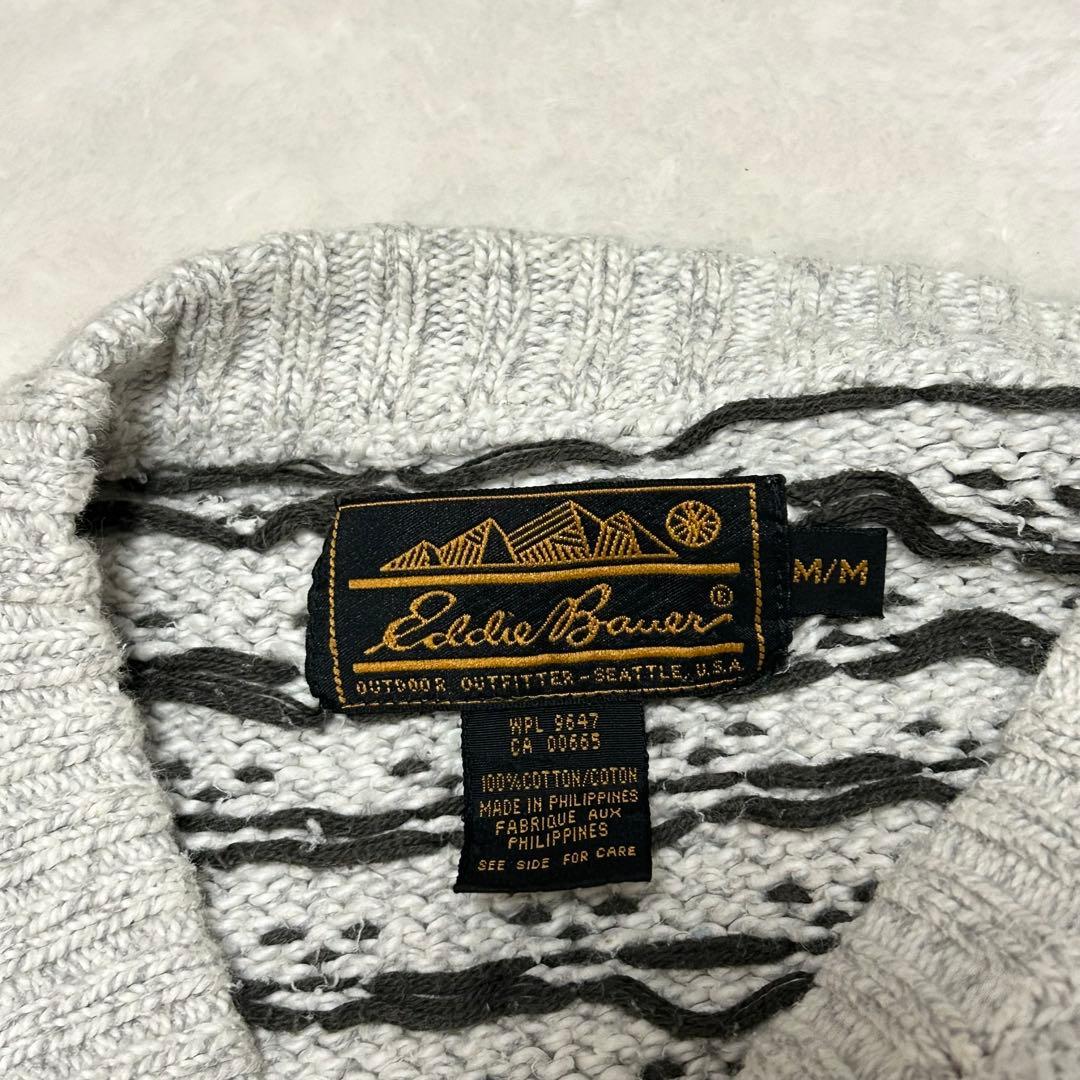 Eddie Bauer®
OUTDOOR OUTFITTER-SEATTLE, U.S.A
M/M
WPL 9647
CA 00665
100%COTTON/COTON
MADE IN PHILIPPINES
FABRIQUE AUX
PHILIPPINES
SEE SIDE FOR CARE